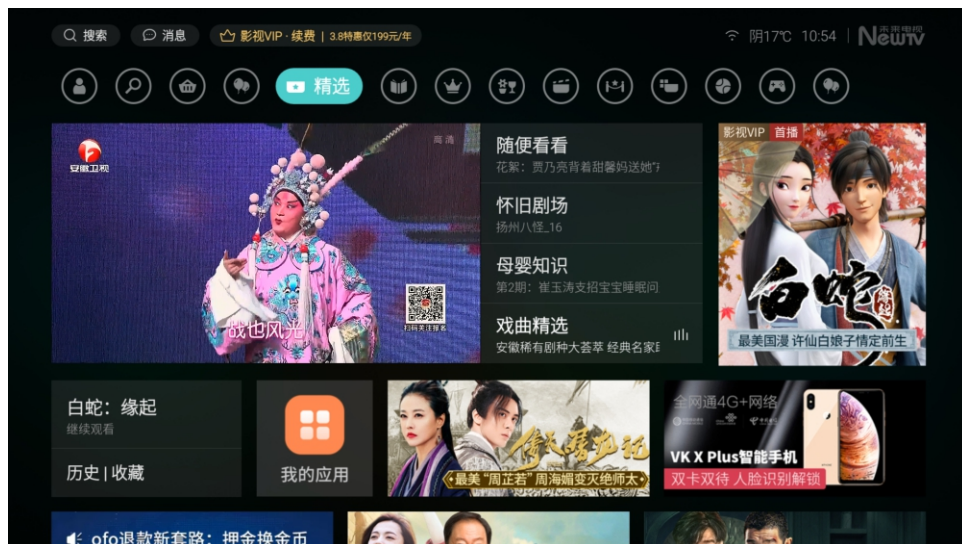 搜索
消息
影视VIP · 续费 | 3.8特惠仅199元/年
阴17℃ 10:54
未来电视
NewTV
精选
安徽卫视
高清
战也风光
扫码关注报名
随便看看
花絮：贾乃亮背着甜馨妈送她
怀旧剧场
扬州八怪_16
母婴知识
第2期：崔玉涛支招宝宝睡眠问
戏曲精选
安徽稀有剧种大荟萃 经典名家
影视VIP 首播
白蛇
缘起
最美国漫 许仙白娘子情定前生
白蛇：缘起
继续观看
历史 | 收藏
我的应用
倚天屠龙记
最美“周芷若”周海媚变灭绝师太
全网通4G+网络
VK X Plus智能手机
双卡双待 人脸识别解锁
ofo退款新套路：押金换金币